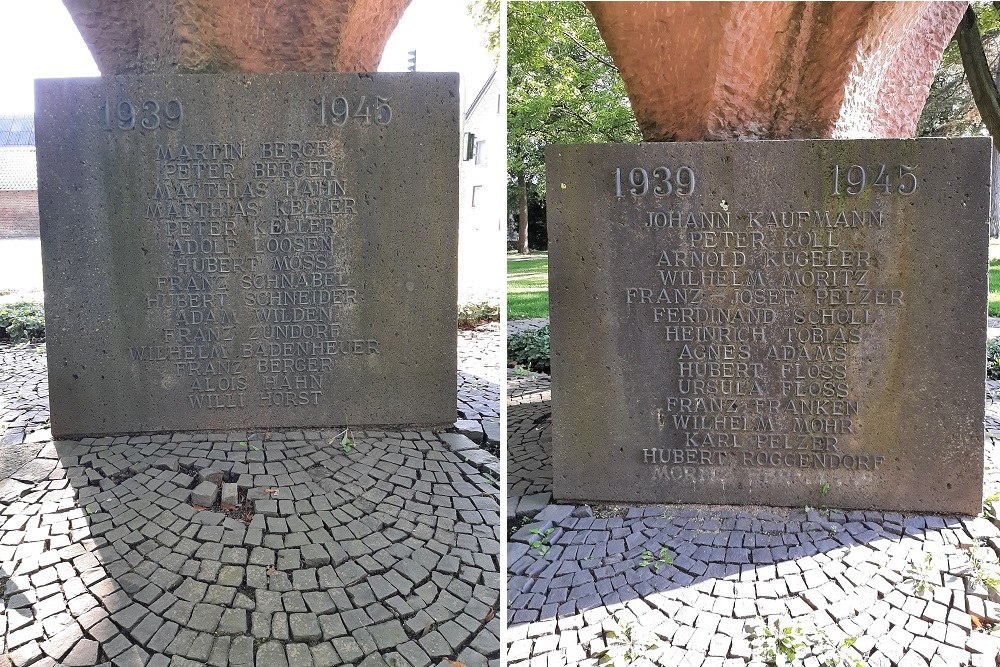 1939 1945
MARTIN BERGE
PETER BERGER
MATTHIAS HAHN
MATTHIAS KELLER
PETER KELLER
ADOLF LOOSEN
HUBERT MOSS
FRANZ SCHNABEL
HUBERT SCHNEIDER
ADAM WILDEN
FRANZ ZÜNDORF
WILHELM BADENHEUER
FRANZ BERGER
ALOIS HAHN
WILLI HORST
1939 1945
JOHANN KAUFMANN
PETER KOLL
ARNOLD KÜGELER
WILHELM MORITZ
FRANZ JOSEF PELZER
FERDINAND SCHOLL
HEINRICH TOBIAS
AGNES ADAMS
HUBERT FLOSS
URSULA FLOSS
FRANZ FRANKEN
WILHELM MOHR
KARL PELZER
HUBERT ROGGENDORF